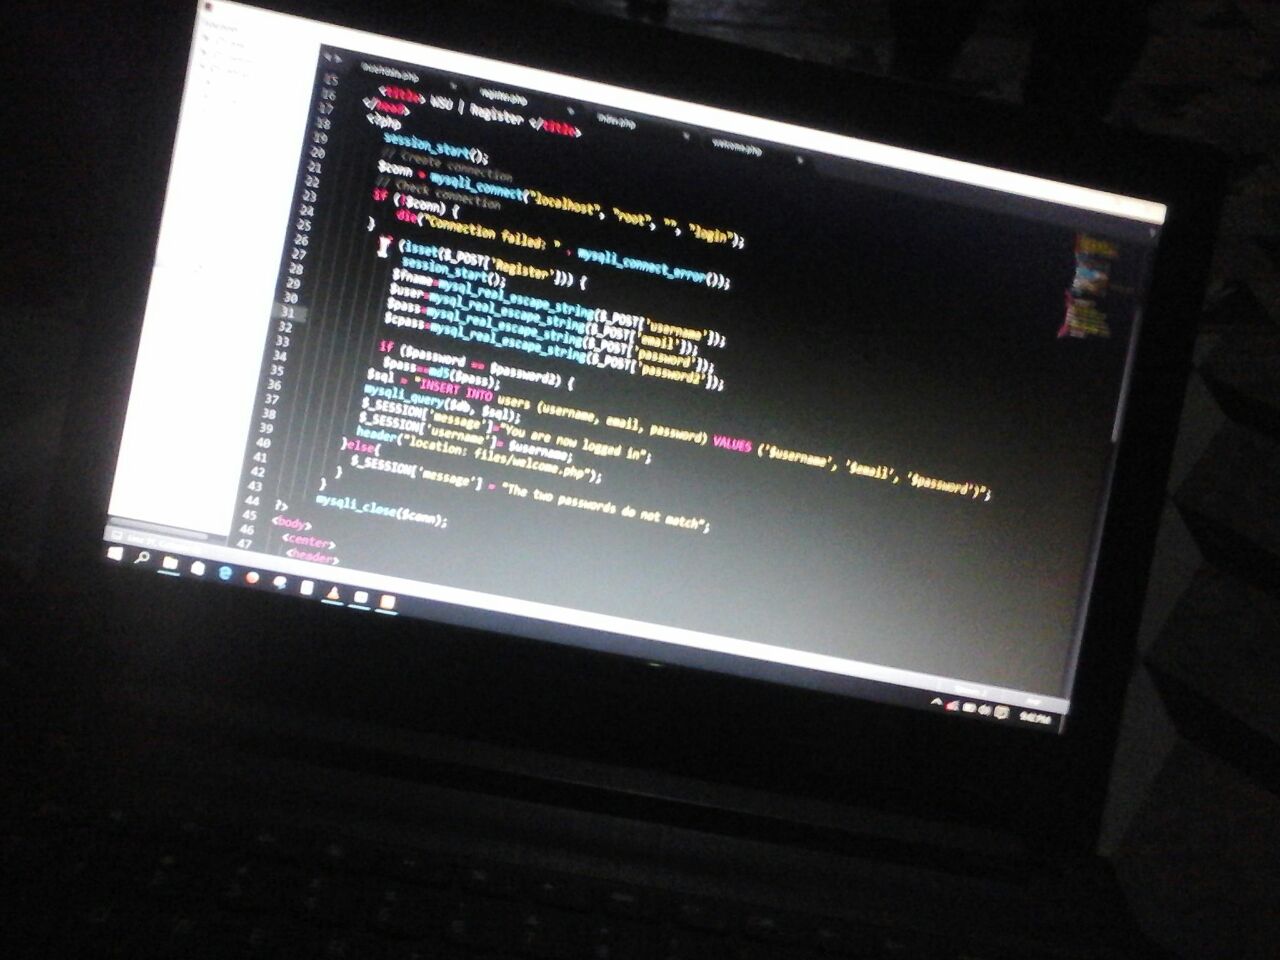 register.php
index.php
welcome.php
15
16 <title> WSU | Register </title>
17 </head>
18 <?php
19 session_start();
20 // Create connection
21 $conn = mysqli_connect("localhost", "root", "", "login");
22 // Check connection
23 if (!$conn) {
24 die("Connection failed: " . mysqli_connect_error());
25 }
26 (isset($_POST['Register'])) {
27 session_start();
28 $fname=mysql_real_escape_string($_POST['username']);
29 $user=mysql_real_escape_string($_POST['email']);
30 $pass=mysql_real_escape_string($_POST['password']);
31 $cpass=mysql_real_escape_string($_POST['password2']);
32
33 if ($password == $password2) {
34 $pass==md5($pass);
35 $sql = "INSERT INTO users (username, email, password) VALUES ('$username', '$email', '$password')";
36 mysqli_query($db, $sql);
37 $_SESSION['message']="You are now logged in";
38 $_SESSION['username']= $username;
39 header("location: files/welcome.php");
40 }else{
41 $_SESSION['message'] = "The two passwords do not match";
42 }
43 }
44 mysqli_close($conn);
45 ?>
46 <body>
47 <center>
<header>
9:42 PM